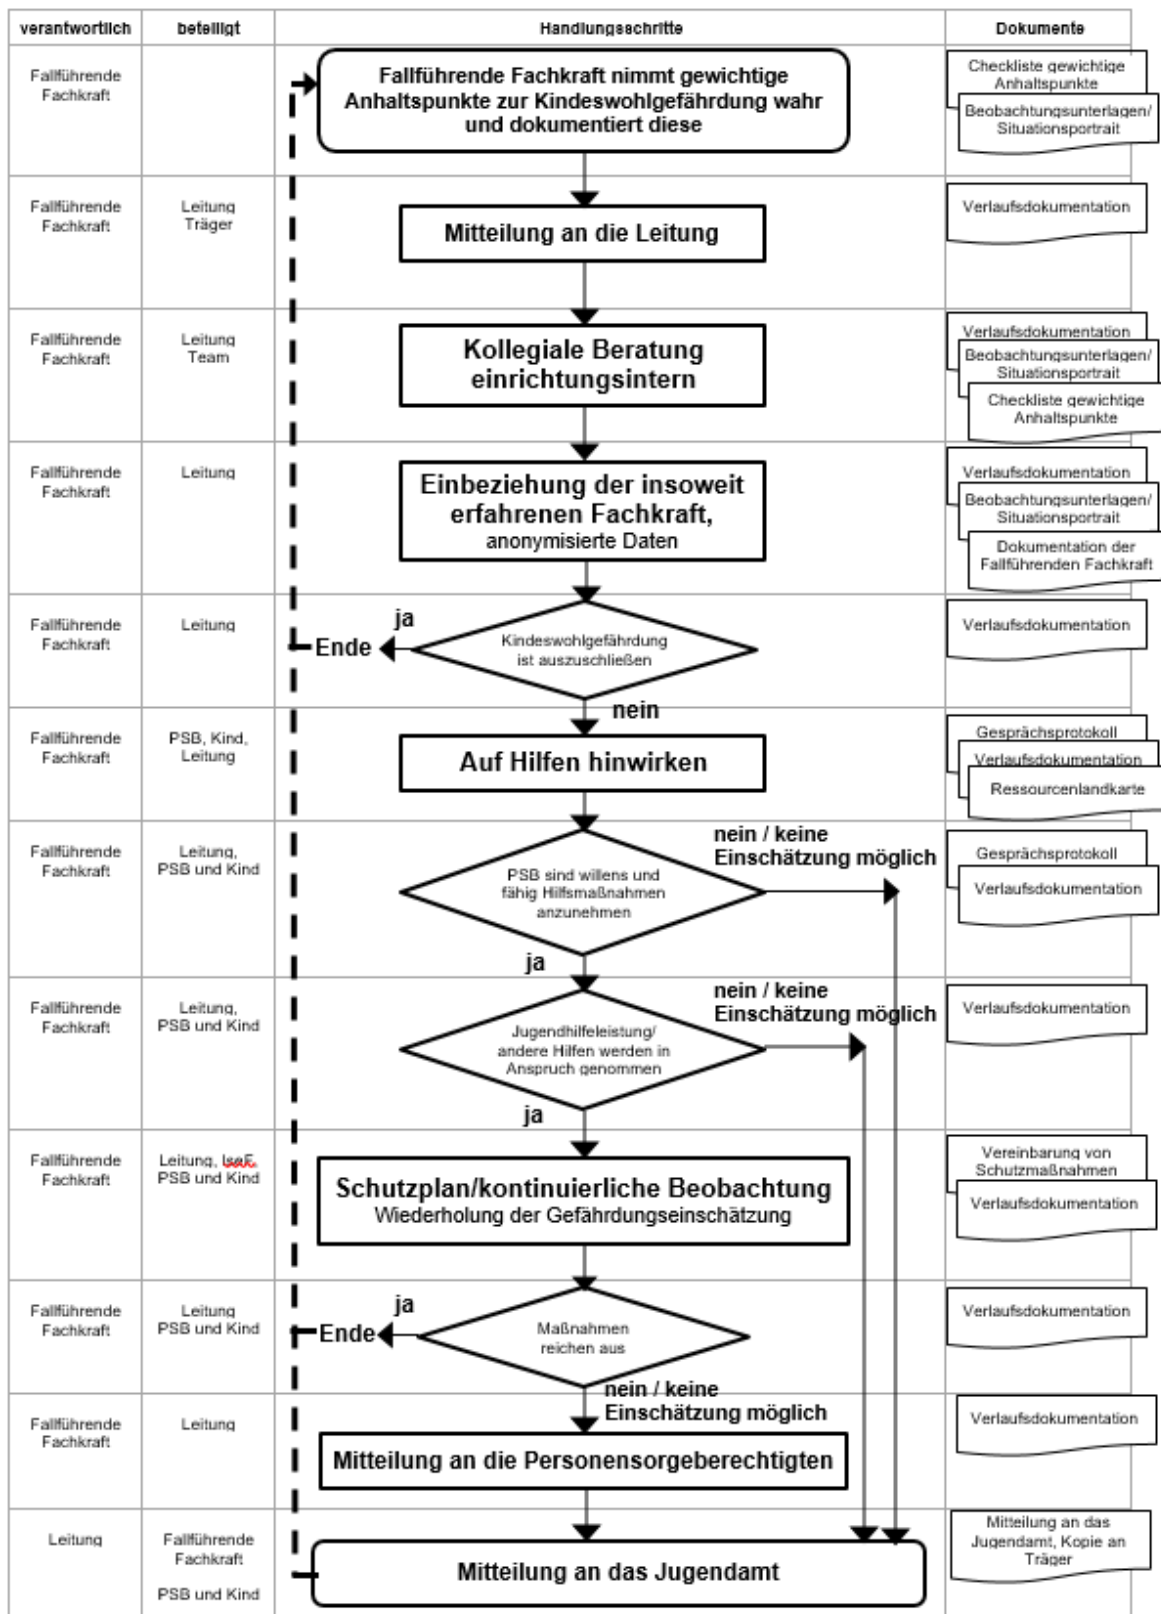 verantwortlich beteiligt Handlungsschritte Dokumente
Fallführende
Fachkraft
Fallführende Fachkraft nimmt gewichtige
Anhaltspunkte zur Kindeswohlgefährdung wahr
und dokumentiert diese
Checkliste gewichtige
Anhaltspunkte
Beobachtungsunterlagen/
Situationsportrait
Fallführende
Fachkraft
Leitung
Träger
Mitteilung an die Leitung
Verlaufsdokumentation
Fallführende
Fachkraft
Leitung
Team
Kollegiale Beratung
einrichtungsintern
Verlaufsdokumentation
Beobachtungsunterlagen/
Situationsportrait
Checkliste gewichtige
Anhaltspunkte
Fallführende
Fachkraft
Leitung
Einbeziehung der insoweit
erfahrenen Fachkraft,
anonymisierte Daten
Verlaufsdokumentation
Beobachtungsunterlagen/
Situationsportrait
Dokumentation der
Fallführenden Fachkraft
Fallführende
Fachkraft
Leitung
ja
Ende
Kindeswohlgefährdung
ist auszuschließen
nein
Verlaufsdokumentation
Fallführende
Fachkraft
PSB, Kind,
Leitung
Auf Hilfen hinwirken
Gesprächsprotokoll
Verlaufsdokumentation
Ressourcenlandkarte
Fallführende
Fachkraft
Leitung,
PSB und Kind
PSB sind willens und
fähig Hilfsmaßnahmen
anzunehmen
nein / keine
Einschätzung möglich
ja
Gesprächsprotokoll
Verlaufsdokumentation
Fallführende
Fachkraft
Leitung,
PSB und Kind
Jugendhilfeleistung/
andere Hilfen werden in
Anspruch genommen
nein / keine
Einschätzung möglich
ja
Verlaufsdokumentation
Fallführende
Fachkraft
Leitung, IseF,
PSB und Kind
Schutzplan/kontinuierliche Beobachtung
Wiederholung der Gefährdungseinschätzung
Vereinbarung von
Schutzmaßnahmen
Verlaufsdokumentation
Fallführende
Fachkraft
Leitung
PSB und Kind
ja
Ende
Maßnahmen
reichen aus
nein / keine
Einschätzung möglich
Verlaufsdokumentation
Fallführende
Fachkraft
Leitung
Mitteilung an die Personensorgeberechtigten
Verlaufsdokumentation
Leitung
Fallführende
Fachkraft
PSB und Kind
Mitteilung an das Jugendamt
Mitteilung an das
Jugendamt, Kopie an
Träger